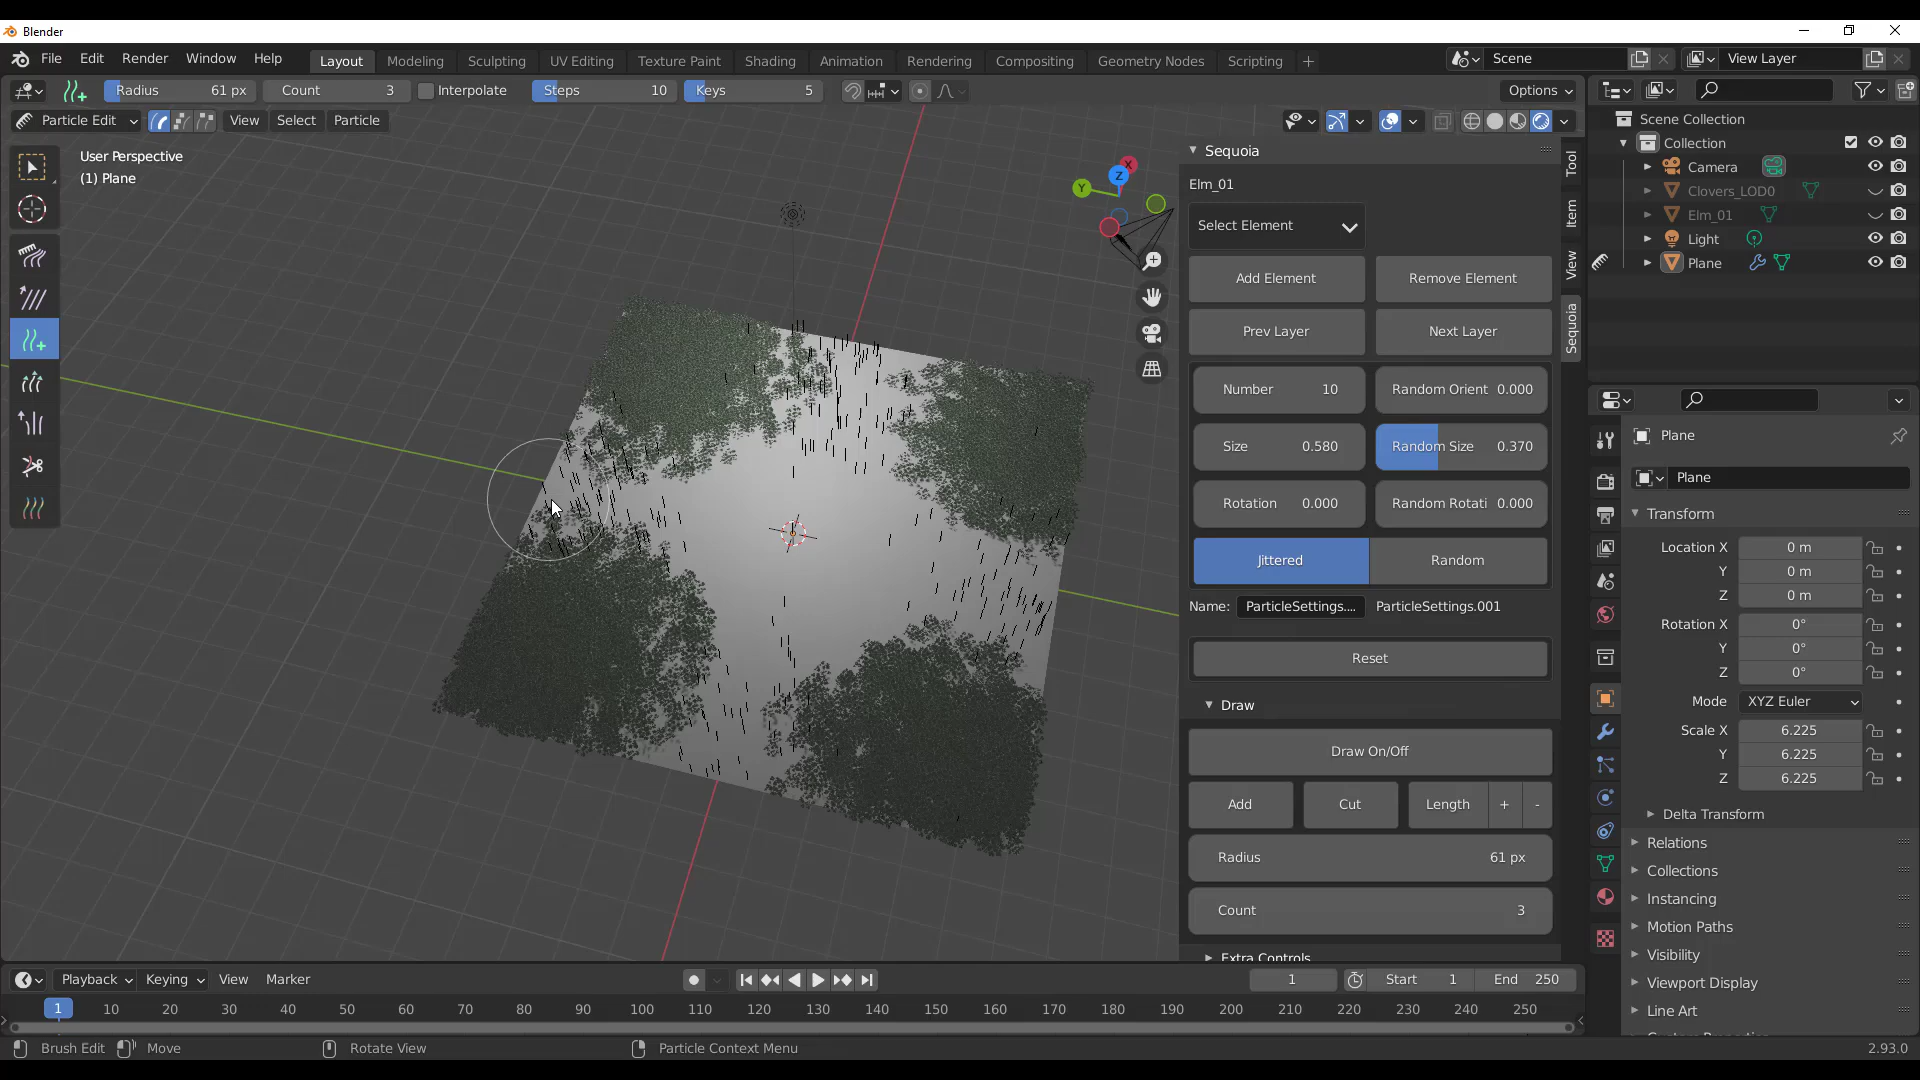 Blender
File Edit Render Window Help Layout Modeling Sculpting UV Editing Texture Paint Shading Animation Rendering Compositing Geometry Nodes Scripting + Scene View Layer
Radius 61 px Count 3 Interpolate Steps 10 Keys 5 Options
Particle Edit View Select Particle
User Perspective
(1) Plane
X
Y
Z
Sequoia
Elm_01
Select Element
Add Element Remove Element
Prev Layer Next Layer
Number 10 Random Orient 0.000
Size 0.580 Random Size 0.370
Rotation 0.000 Random Rotati 0.000
Jittered Random
Name: ParticleSettings.... ParticleSettings.001
Reset
Draw
Draw On/Off
Add Cut Length + -
Radius 61 px
Count 3
Extra Controls
Tool
Item
View
Sequoia
Scene Collection
Collection
Camera
Clovers_LOD0
Elm_01
Light
Plane
Plane
Plane
Transform
Location X 0 m
Y 0 m
Z 0 m
Rotation X 0°
Y 0°
Z 0°
Mode XYZ Euler
Scale X 6.225
Y 6.225
Z 6.225
Delta Transform
Relations
Collections
Instancing
Motion Paths
Visibility
Viewport Display
Line Art
Playback Keying View Marker 1 Start 1 End 250
1 10 20 30 40 50 60 70 80 90 100 110 120 130 140 150 160 170 180 190 200 210 220 230 240 250
Brush Edit Move Rotate View Particle Context Menu 2.93.0